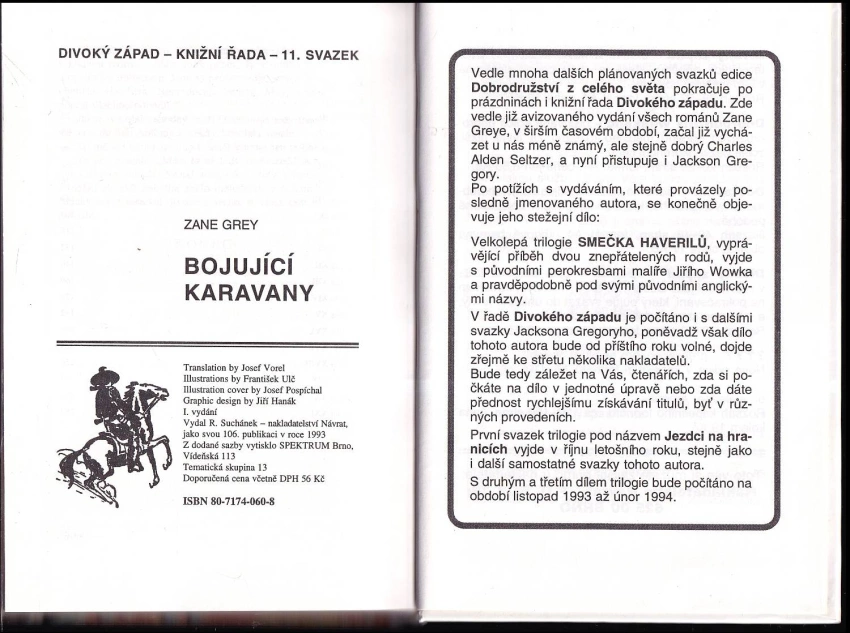 DIVOKÝ ZÁPAD – KNIŽNÍ ŘADA – 11. SVAZEK
ZANE GREY
BOJUJÍCÍ
KARAVANY
Translation by Josef Vorel
Illustrations by František Ulč
Illustration cover by Josef Pospíchal
Graphic design by Jiří Hanák
I. vydání
Vydal R. Suchánek – nakladatelství Návrat,
jako svou 106. publikaci v roce 1993
Z dodané sazby vytisklo SPEKTRUM Brno,
Vídeňská 113
Tematická skupina 13
Doporučená cena včetně DPH 56 Kč
ISBN 80-7174-060-8
Vedle mnoha dalších plánovaných svazků edice
Dobrodružství z celého světa pokračuje po
prázdninách i knižní řada Divokého západu. Zde
vedle již avizovaného vydání všech románů Zane
Greye, v širším časovém období, začal již vychá-
zet u nás méně známý, ale stejně dobrý Charles
Alden Seltzer, a nyní přistupuje i Jackson Gre-
gory.
Po potížích s vydáváním, které provázely po-
sledně jmenovaného autora, se konečně obje-
vuje jeho stežejní dílo:
Velkolepá trilogie SMEČKA HAVERILŮ, vyprá-
vějící příběh dvou znepřátelených rodů, vyjde
s původními perokresbami malíře Jiřího Wowka
a pravděpodobně pod svými původními anglický-
mi názvy.
V řadě Divokého západu je počítáno i s dalšími
svazky Jacksona Gregoryho, poněvadž však dílo
tohoto autora bude od příštího roku volné, dojde
zřejmě ke střetu několika nakladatelů.
Bude tedy záležet na Vás, čtenářích, zda si po-
čkáte na dílo v jednotné úpravě nebo zda dáte
přednost rychlejšímu získávání titulů, byť v růz-
ných provedeních.
První svazek trilogie pod názvem Jezdci na hra-
nicích vyjde v říjnu letošního roku, stejně jako
i další samostatné svazky tohoto autora.
S druhým a třetím dílem trilogie bude počítáno na
období listopad 1993 až únor 1994.